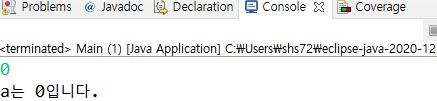 Problems @ Javadoc Declaration Console Coverage
<terminated> Main (1) [Java Application] C:₩Users₩shs72₩eclipse-java-2020-12
0
a는 0입니다.